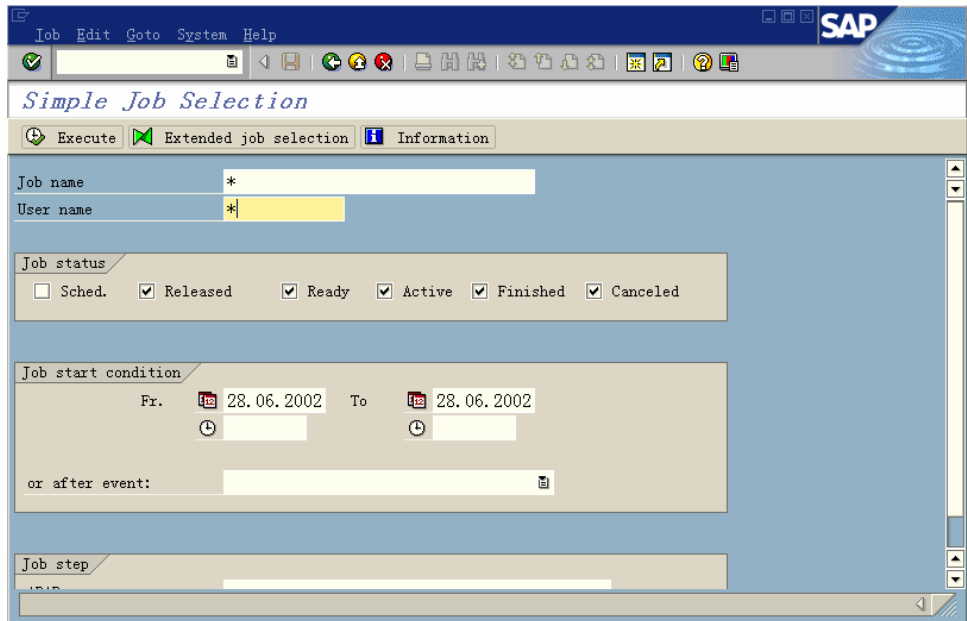 SAP
Job Edit Goto System Help
Simple Job Selection
Execute Extended job selection Information
Job name *
User name *
Job status
Sched. Released Ready Active Finished Canceled
Job start condition
Fr. 28.06.2002 To 28.06.2002
or after event:
Job step